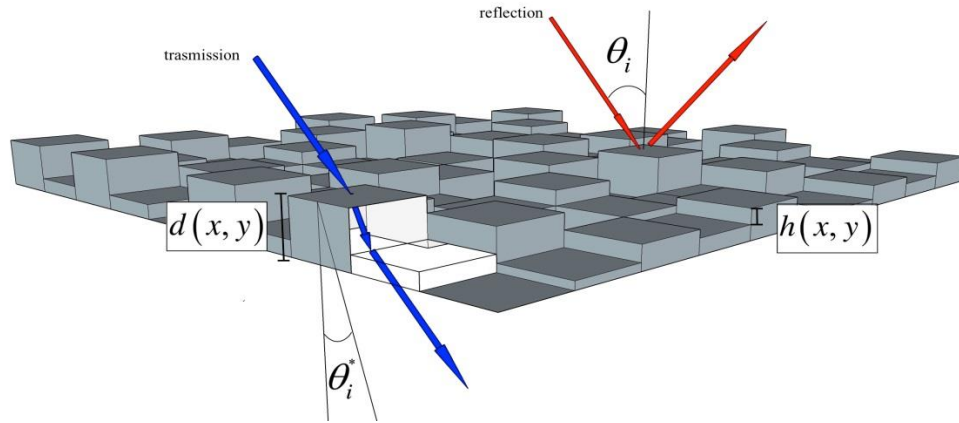 reflection
trasmission
θ_i
d(x, y)
h(x, y)
θ_i^*